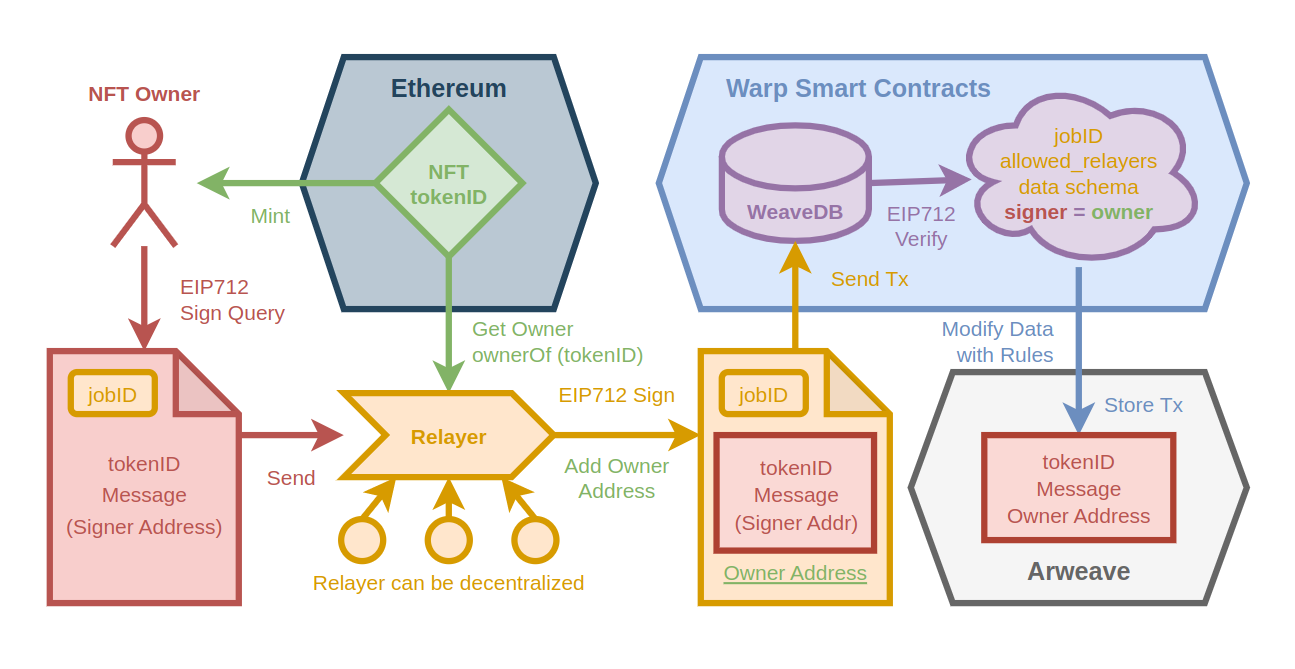 NFT Owner
Ethereum
NFT
tokenID
Mint
EIP712
Sign Query
Get Owner
ownerOf (tokenID)
jobID
tokenID
Message
(Signer Address)
Send
Relayer
Relayer can be decentralized
EIP712 Sign
Add Owner
Address
Warp Smart Contracts
WeaveDB
EIP712
Verify
jobID
allowed_relayers
data schema
signer = owner
Send Tx
Modify Data
with Rules
jobID
tokenID
Message
(Signer Addr)
Owner Address
Store Tx
tokenID
Message
Owner Address
Arweave